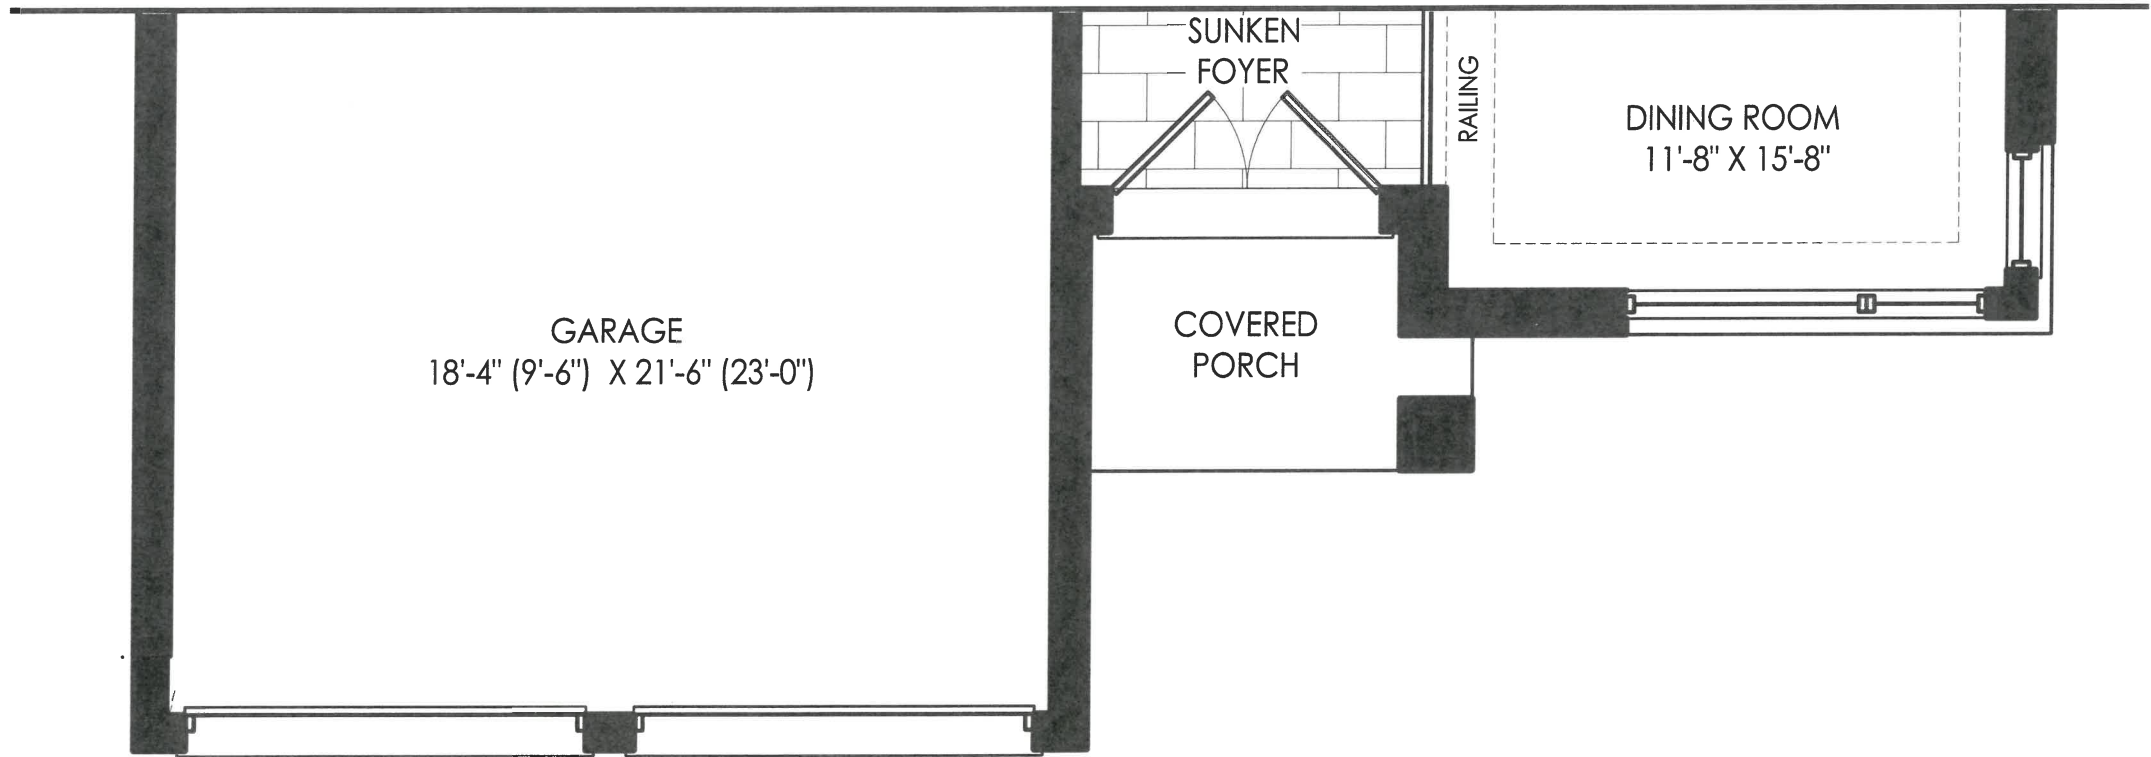 SUNKEN
FOYER
RAILING
DINING ROOM
11'-8" X 15'-8"
GARAGE
18'-4" (9'-6") X 21'-6" (23'-0")
COVERED
PORCH